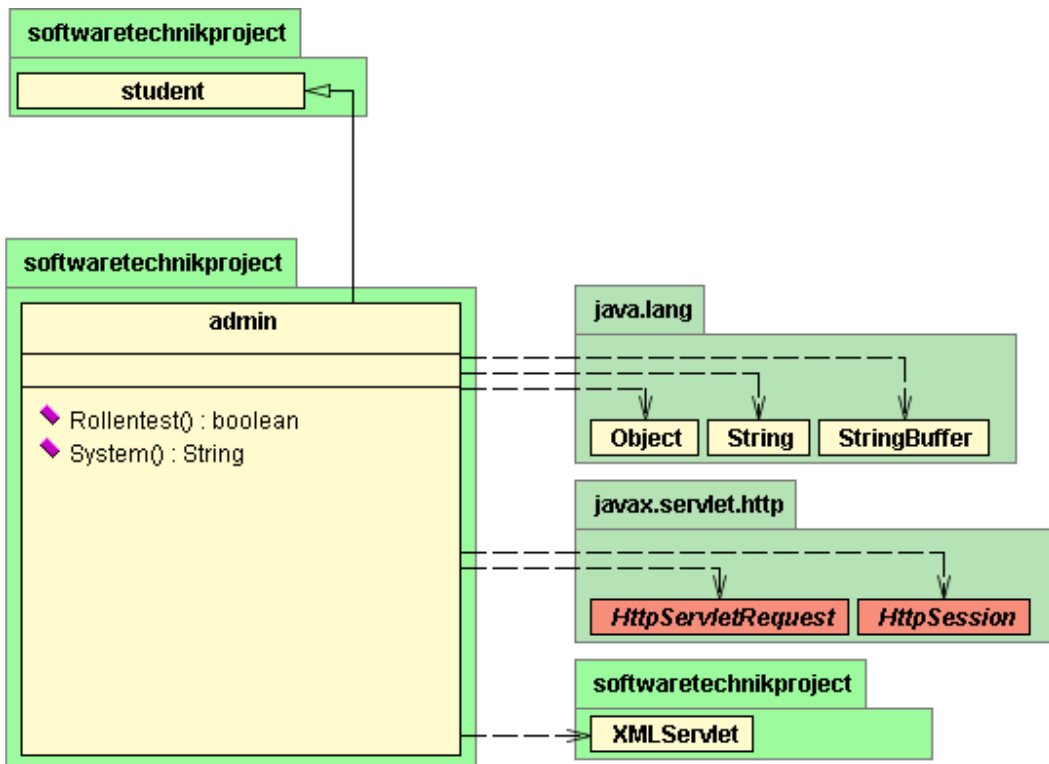 softwaretechnikproject
student
softwaretechnikproject
admin
Rollentest() : boolean
System() : String
java.lang
Object
String
StringBuffer
javax.servlet.http
HttpServletRequest
HttpSession
softwaretechnikproject
XMLServlet